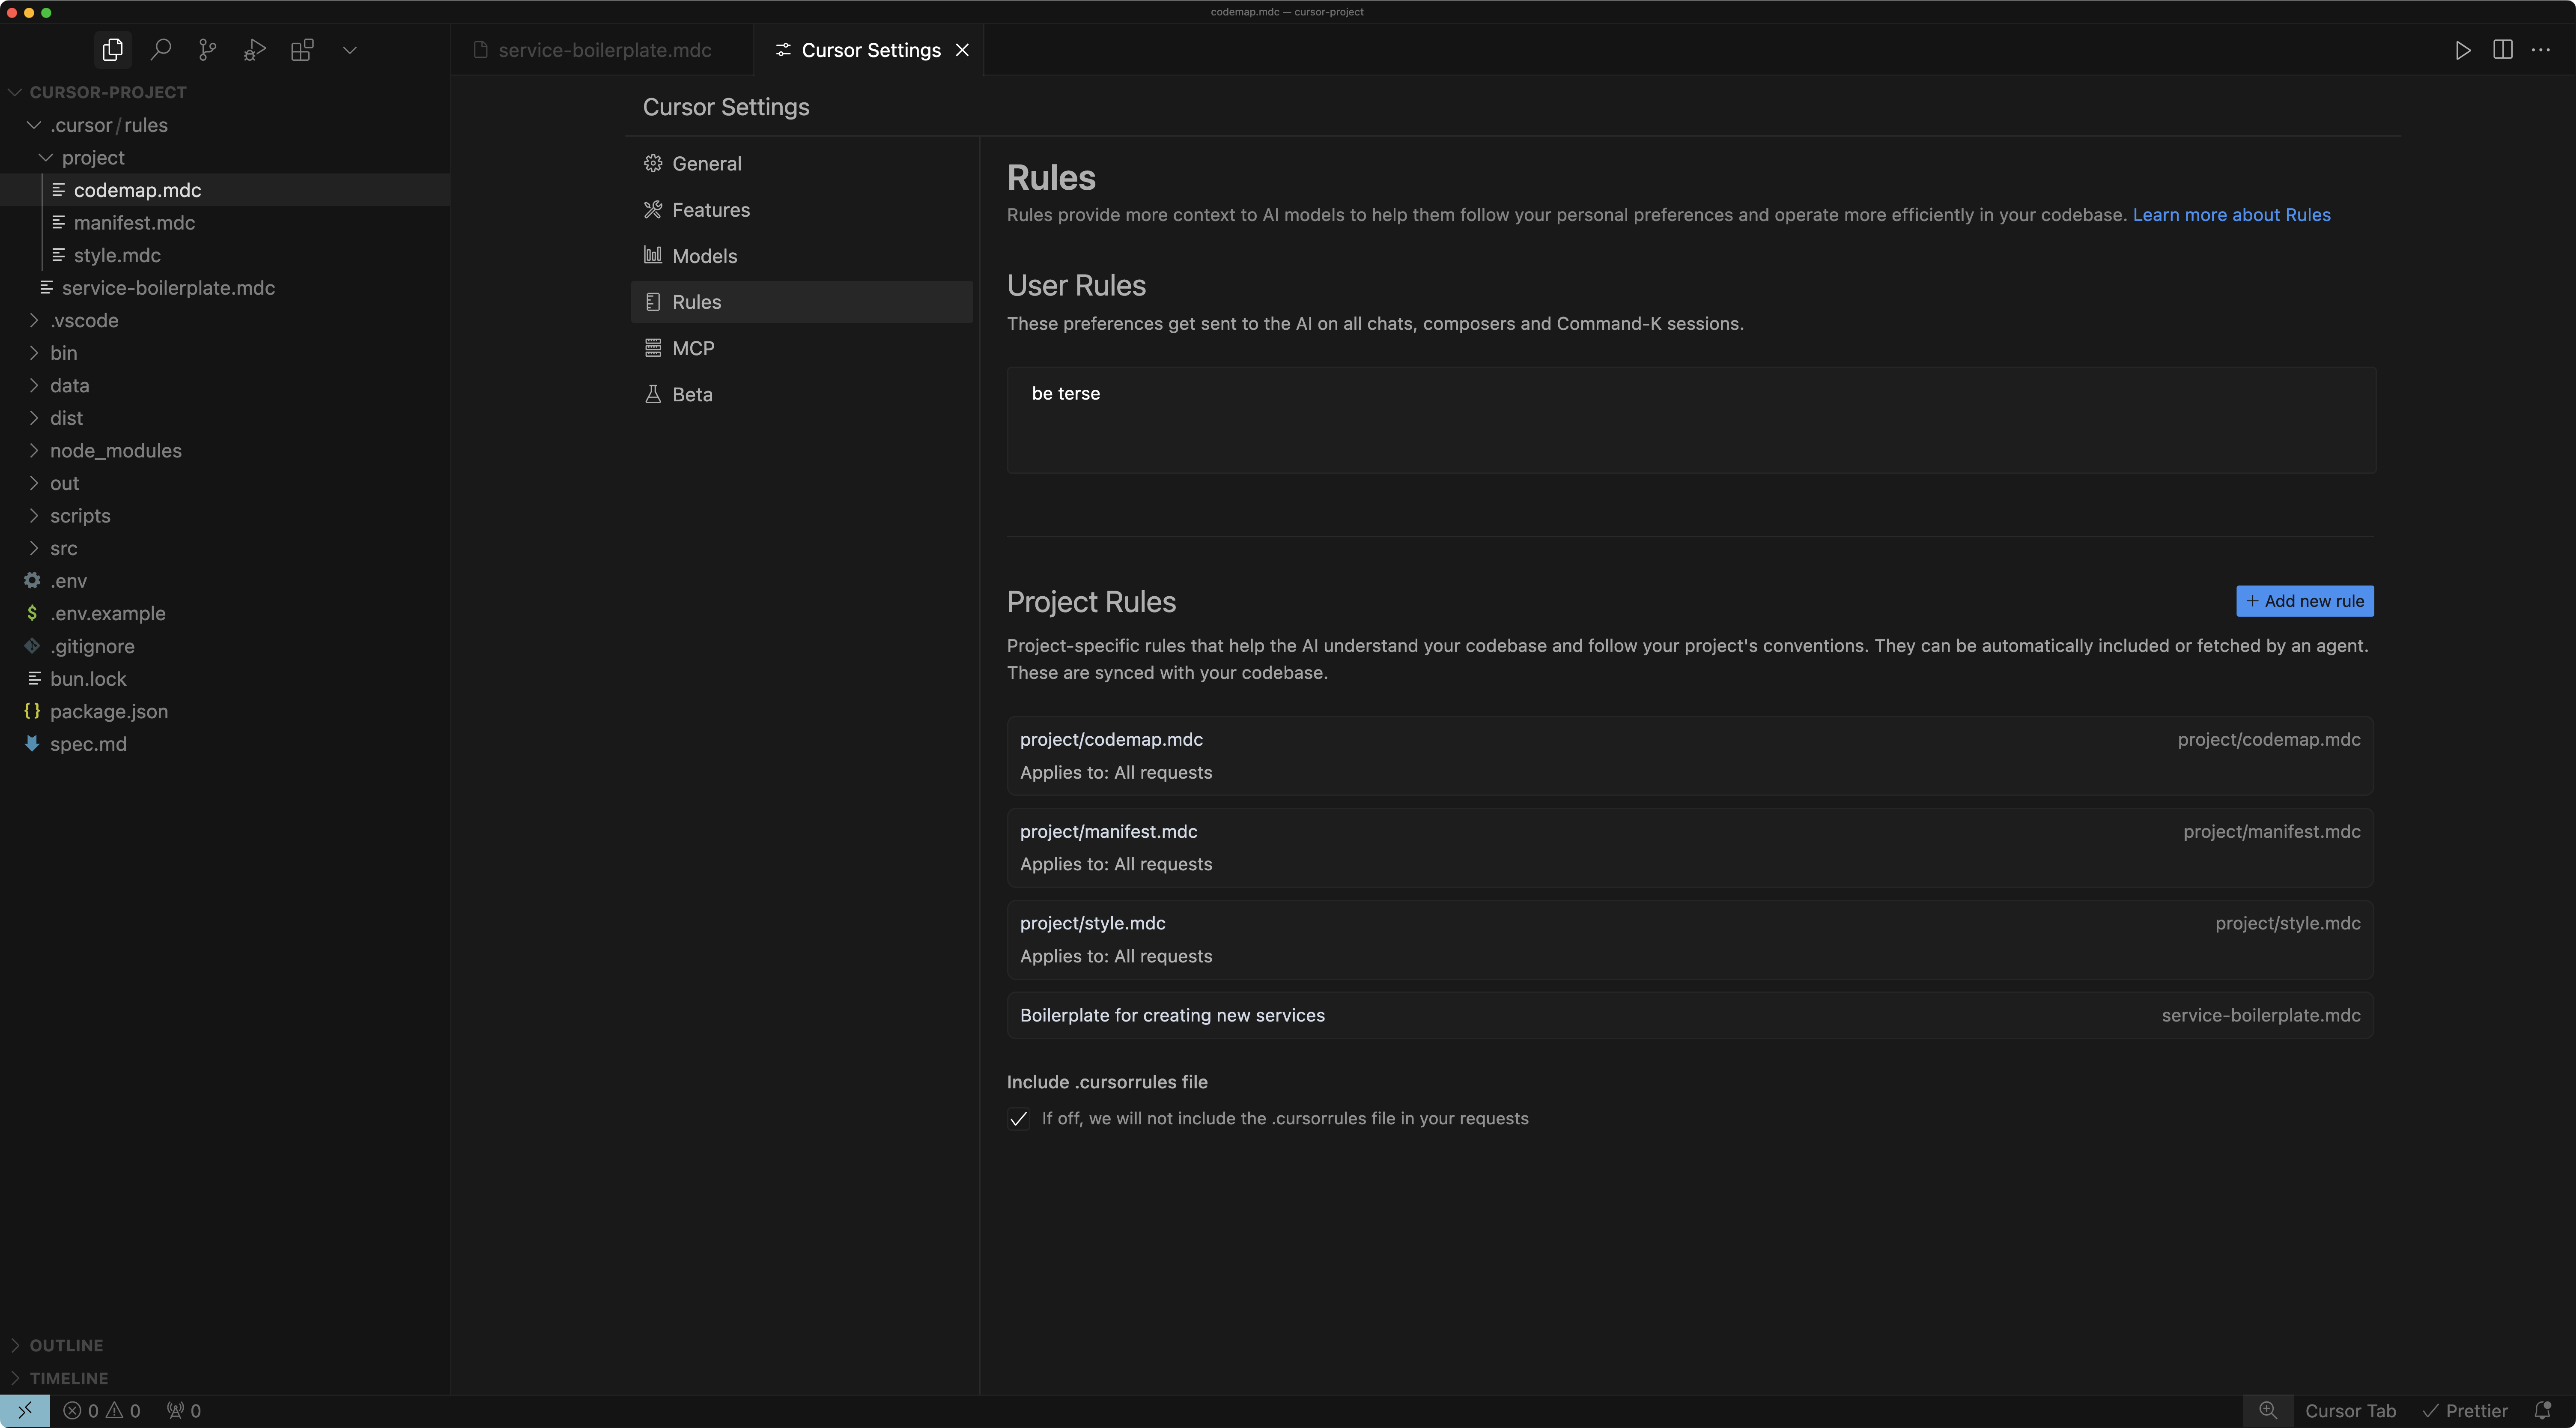 codemap.mdc — cursor-project
service-boilerplate.mdc
Cursor Settings
CURSOR-PROJECT
.cursor/rules
project
codemap.mdc
manifest.mdc
style.mdc
service-boilerplate.mdc
.vscode
bin
data
dist
node_modules
out
scripts
src
.env
.env.example
.gitignore
bun.lock
package.json
spec.md
OUTLINE
TIMELINE
Cursor Settings
General
Features
Models
Rules
MCP
Beta
Rules
Rules provide more context to AI models to help them follow your personal preferences and operate more efficiently in your codebase. Learn more about Rules
User Rules
These preferences get sent to the AI on all chats, composers and Command-K sessions.
be terse
Project Rules
+ Add new rule
Project-specific rules that help the AI understand your codebase and follow your project's conventions. They can be automatically included or fetched by an agent.
These are synced with your codebase.
project/codemap.mdc project/codemap.mdc
Applies to: All requests
project/manifest.mdc project/manifest.mdc
Applies to: All requests
project/style.mdc project/style.mdc
Applies to: All requests
Boilerplate for creating new services service-boilerplate.mdc
Include .cursorrules file
If off, we will not include the .cursorrules file in your requests
0 0 0
Cursor Tab
Prettier